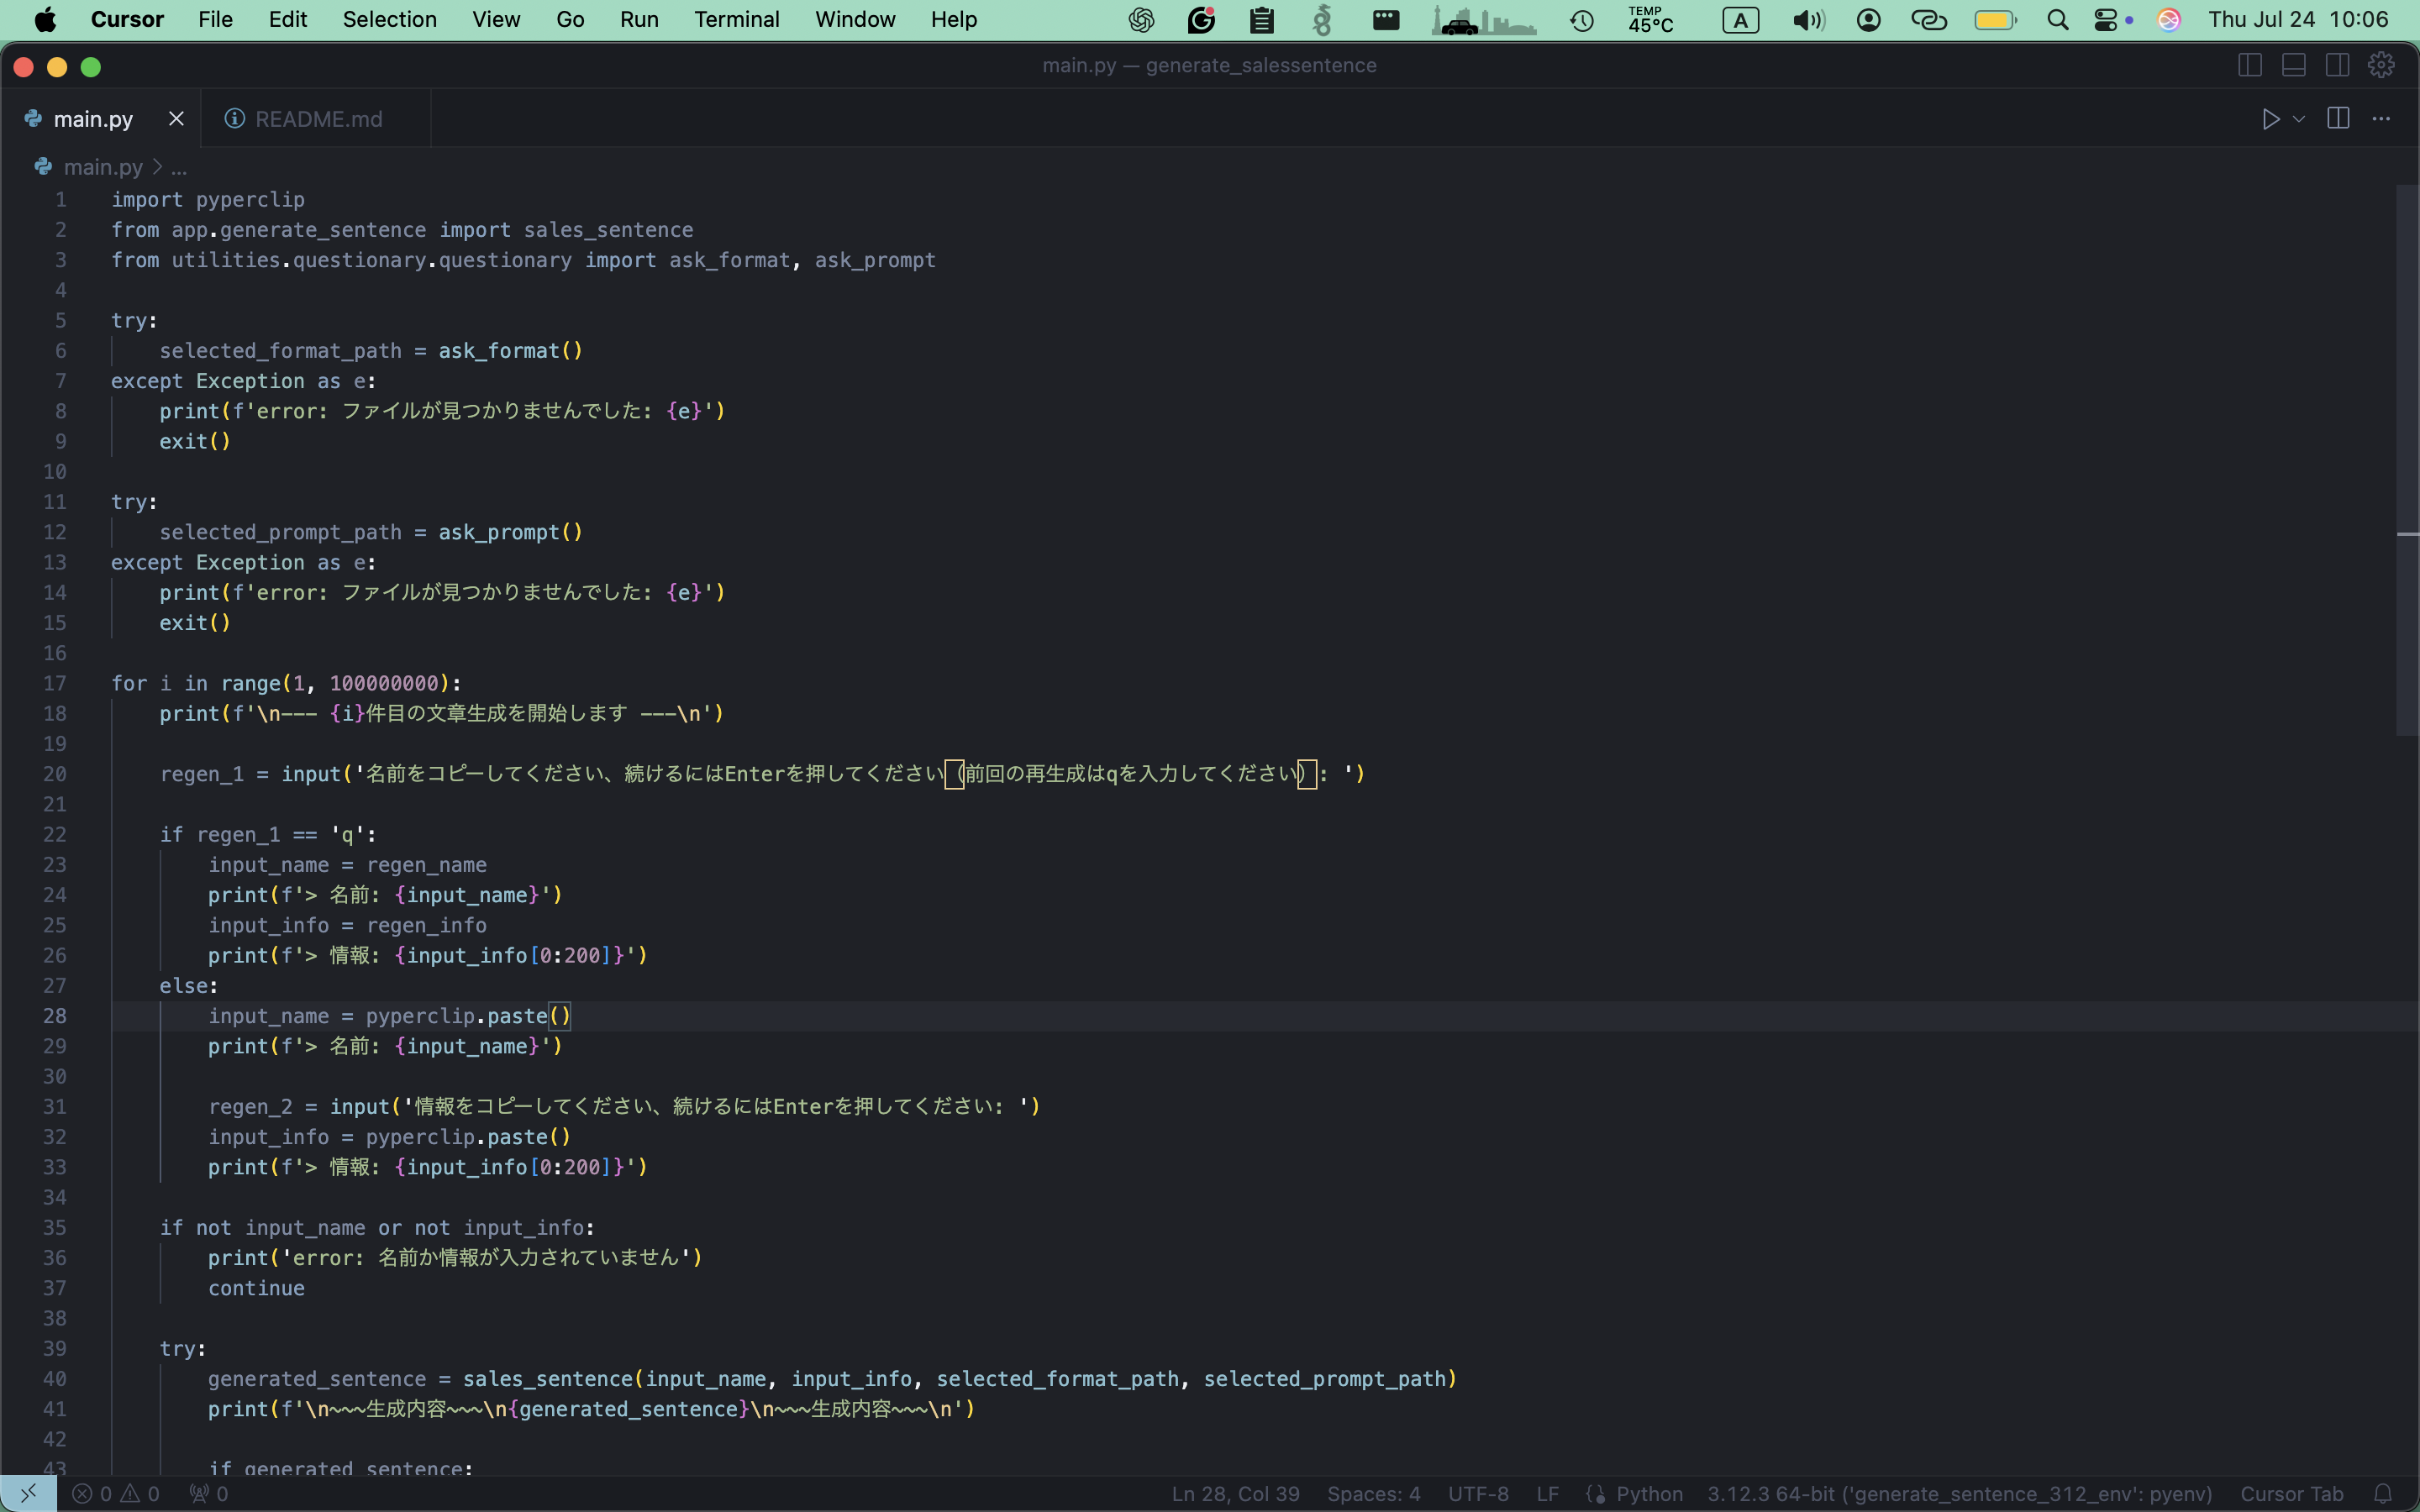 Cursor File Edit Selection View Go Run Terminal Window Help TEMP 45°C A Thu Jul 24 10:06
main.py — generate_salessentence
main.py README.md
main.py > ...
1 import pyperclip
2 from app.generate_sentence import sales_sentence
3 from utilities.questionary.questionary import ask_format, ask_prompt
4
5 try:
6     selected_format_path = ask_format()
7 except Exception as e:
8     print(f'error: ファイルが見つかりませんでした: {e}')
9     exit()
10
11 try:
12     selected_prompt_path = ask_prompt()
13 except Exception as e:
14     print(f'error: ファイルが見つかりませんでした: {e}')
15     exit()
16
17 for i in range(1, 100000000):
18     print(f'\n--- {i}件目の文章生成を開始します ---\n')
19
20     regen_1 = input('名前をコピーしてください、続けるにはEnterを押してください（前回の再生成はqを入力してください）: ')
21
22     if regen_1 == 'q':
23         input_name = regen_name
24         print(f'> 名前: {input_name}')
25         input_info = regen_info
26         print(f'> 情報: {input_info[0:200]}')
27     else:
28         input_name = pyperclip.paste()
29         print(f'> 名前: {input_name}')
30
31         regen_2 = input('情報をコピーしてください、続けるにはEnterを押してください: ')
32         input_info = pyperclip.paste()
33         print(f'> 情報: {input_info[0:200]}')
34
35     if not input_name or not input_info:
36         print('error: 名前か情報が入力されていません')
37         continue
38
39     try:
40         generated_sentence = sales_sentence(input_name, input_info, selected_format_path, selected_prompt_path)
41         print(f'\n~~~生成内容~~~\n{generated_sentence}\n~~~生成内容~~~\n')
42
43         if generated_sentence:
0 0 0 Ln 28, Col 39 Spaces: 4 UTF-8 LF Python 3.12.3 64-bit ('generate_sentence_312_env': pyenv) Cursor Tab